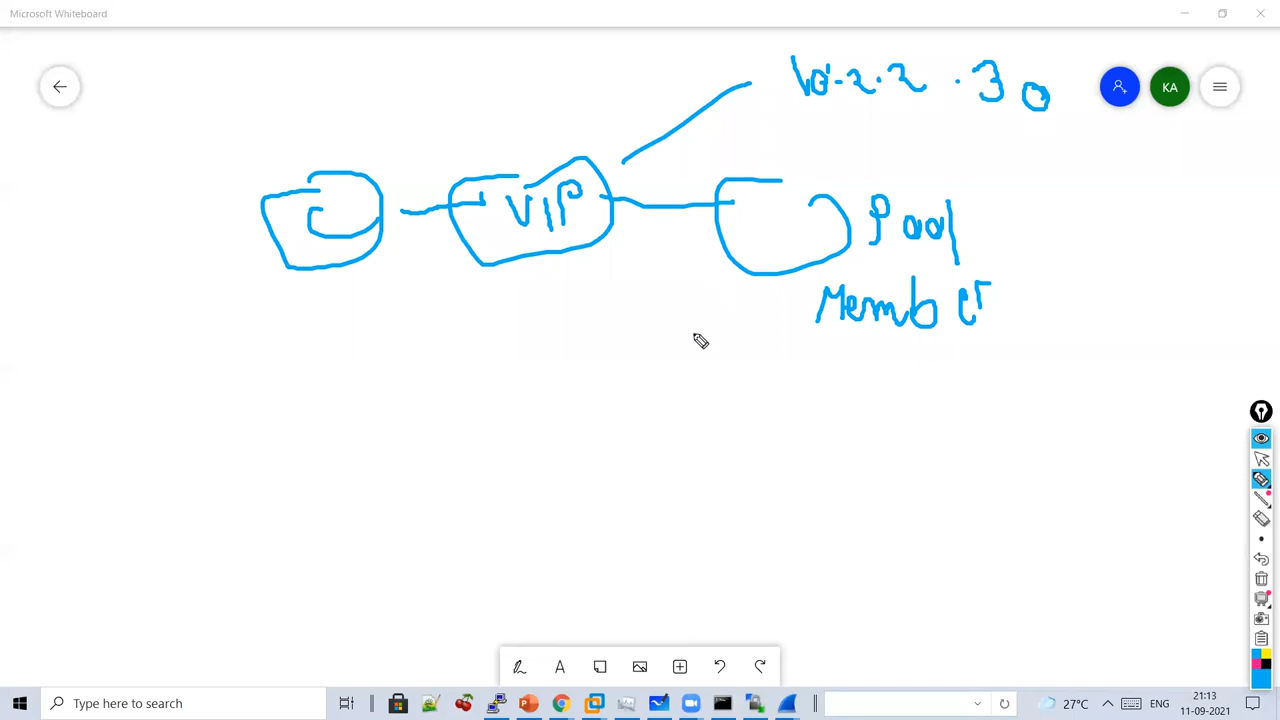 Microsoft Whiteboard
10.2.2.30
KA
VIP
Pool
Member
A
Type here to search
27°C
ENG
21:13
11-09-2021